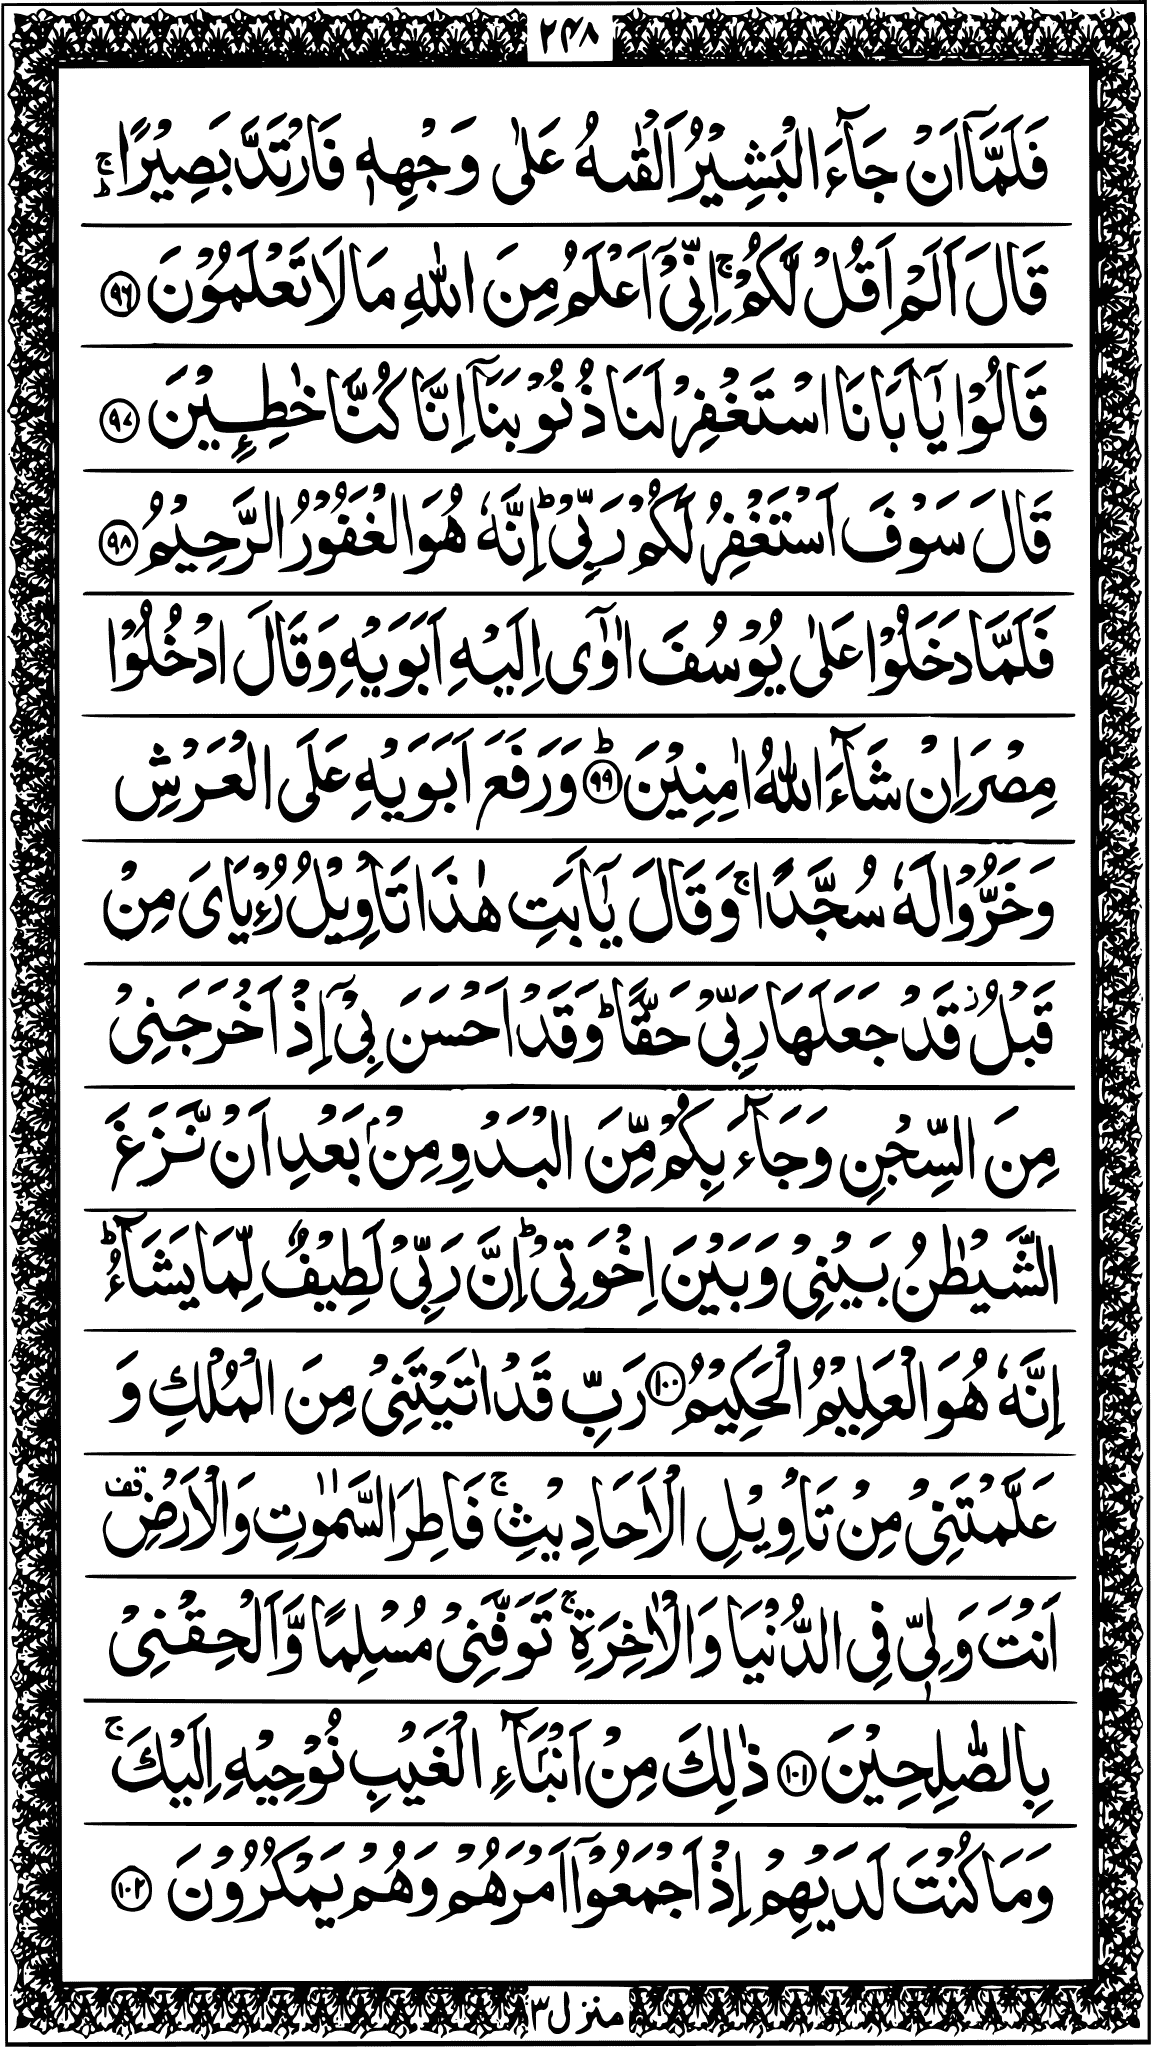 ۲۴۸
فَلَمَّاۤ اَنْ جَآءَ الْبَشِيْرُ اَلْقٰىهُ عَلٰى وَجْهِهٖ فَارْتَدَّ بَصِيْرًا ۚؕ
قَالَ اَلَمْ اَقُلْ لَّكُمْ ۚ اِنِّىْۤ اَعْلَمُ مِنَ اللّٰهِ مَا لَا تَعْلَمُوْنَ ﴿۹۶﴾
قَالُوْا يٰۤاَبَانَا اسْتَغْفِرْ لَنَا ذُنُوْبَنَاۤ اِنَّا كُنَّا خٰطِـِٕيْنَ ﴿۹۷﴾
قَالَ سَوْفَ اَسْتَغْفِرُ لَكُمْ رَبِّىْ ؕ اِنَّهٗ هُوَ الْغَفُوْرُ الرَّحِيْمُ ﴿۹۸﴾
فَلَمَّا دَخَلُوْا عَلٰى يُوْسُفَ اٰوٰٓى اِلَيْهِ اَبَوَيْهِ وَقَالَ ادْخُلُوْا
مِصْرَ اِنْ شَآءَ اللّٰهُ اٰمِنِيْنَ ؕ﴿۹۹﴾ وَرَفَعَ اَبَوَيْهِ عَلَى الْعَرْشِ
وَخَرُّوْا لَهٗ سُجَّدًا ۚ وَقَالَ يٰۤاَبَتِ هٰذَا تَاْوِيْلُ رُءْيَاىَ مِنْ
قَبْلُ ز قَدْ جَعَلَهَا رَبِّىْ حَقًّا ؕ وَقَدْ اَحْسَنَ بِىْۤ اِذْ اَخْرَجَنِىْ
مِنَ السِّجْنِ وَجَآءَ بِكُمْ مِّنَ الْبَدْوِ مِنْۢ بَعْدِ اَنْ نَّزَغَ
الشَّيْطٰنُ بَيْنِىْ وَبَيْنَ اِخْوَتِىْ ؕ اِنَّ رَبِّىْ لَطِيْفٌ لِّمَا يَشَآءُ ؕ
اِنَّهٗ هُوَ الْعَلِيْمُ الْحَكِيْمُ ﴿۱۰۰﴾ رَبِّ قَدْ اٰتَيْتَنِىْ مِنَ الْمُلْكِ وَ
عَلَّمْتَنِىْ مِنْ تَاْوِيْلِ الْاَحَادِيْثِ ۚ فَاطِرَ السَّمٰوٰتِ وَالْاَرْضِ قف
اَنْتَ وَلِىّٖ فِى الدُّنْيَا وَالْاٰخِرَةِ ۚ تَوَفَّنِىْ مُسْلِمًا وَّاَلْحِقْنِىْ
بِالصّٰلِحِيْنَ ﴿۱۰۱﴾ ذٰلِكَ مِنْ اَنْۢبَآءِ الْغَيْبِ نُوْحِيْهِ اِلَيْكَ ۚ
وَمَا كُنْتَ لَدَيْهِمْ اِذْ اَجْمَعُوْۤا اَمْرَهُمْ وَهُمْ يَمْكُرُوْنَ ﴿۱۰۲﴾
منزل ۳